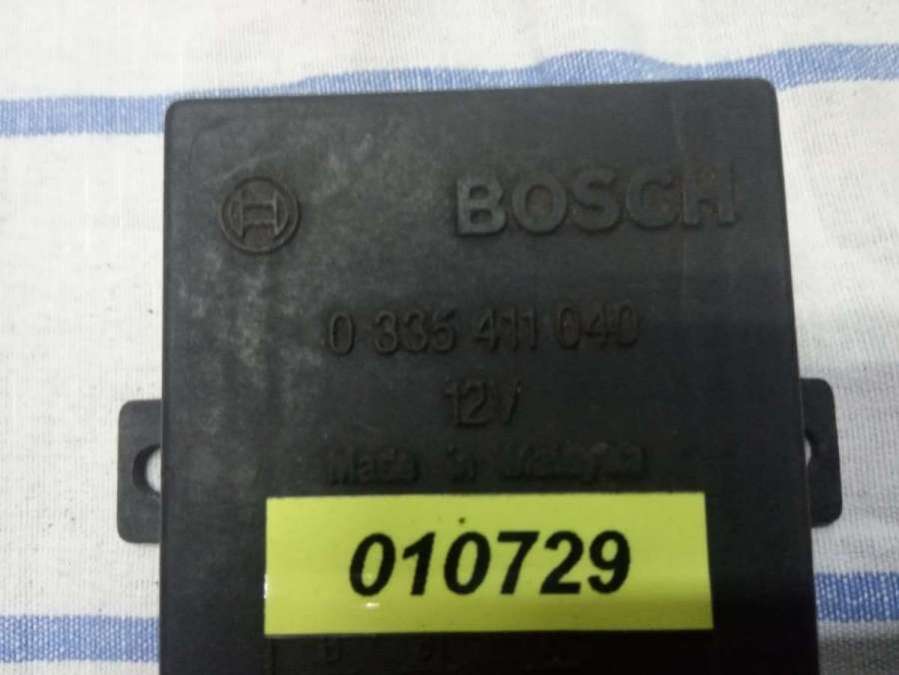 BOSCH
0 335 411 040
12V
Made in Malaysia
010729